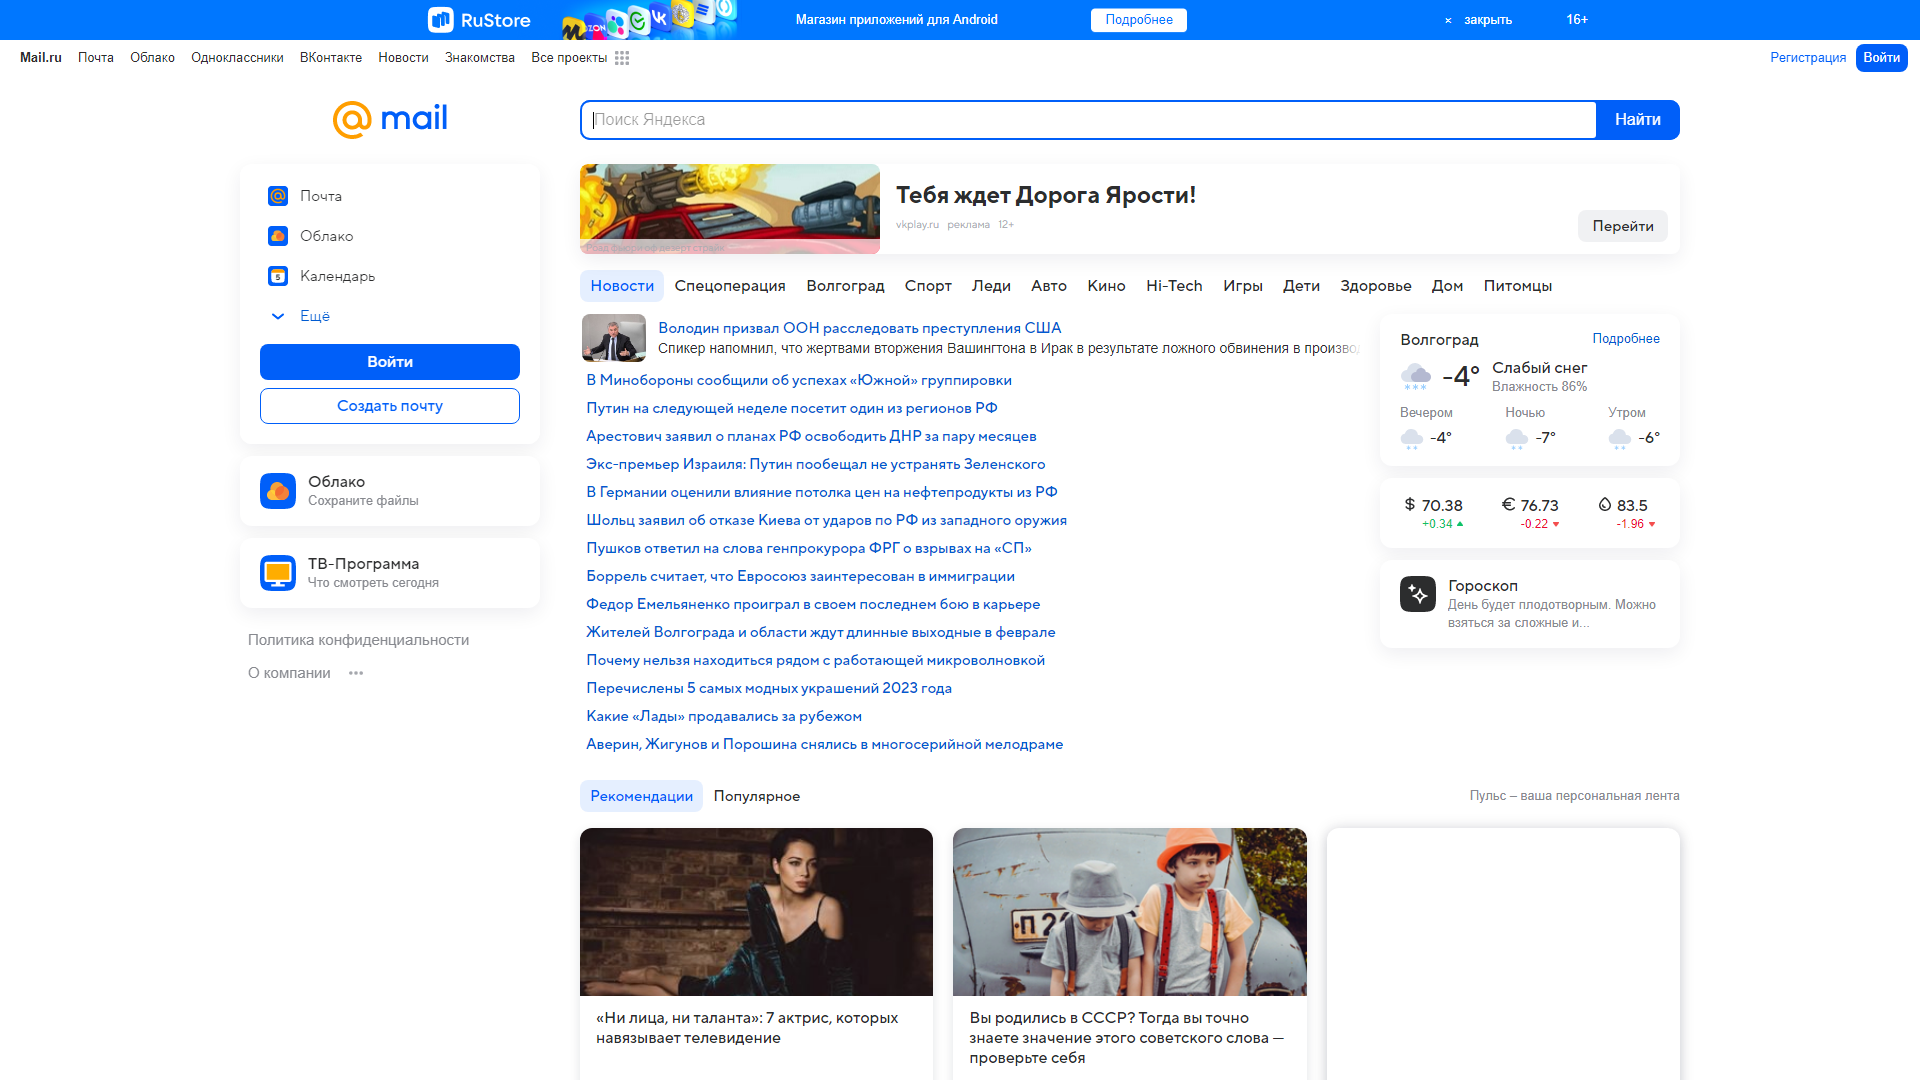 RuStore
Магазин приложений для Android
Подробнее
× закрыть
16+
Mail.ru Почта Облако Одноклассники ВКонтакте Новости Знакомства Все проекты
Регистрация Войти
@mail
Поиск Яндекса
Найти
Почта
Облако
Календарь
Ещё
Войти
Создать почту
Облако
Сохраните файлы
ТВ-Программа
Что смотреть сегодня
Политика конфиденциальности
О компании
Тебя ждет Дорога Ярости!
vkplay.ru реклама 12+
Перейти
Новости Спецоперация Волгоград Спорт Леди Авто Кино Hi-Tech Игры Дети Здоровье Дом Питомцы
Володин призвал ООН расследовать преступления США
Спикер напомнил, что жертвами вторжения Вашингтона в Ирак в результате ложного обвинения в произво
В Минобороны сообщили об успехах «Южной» группировки
Путин на следующей неделе посетит один из регионов РФ
Арестович заявил о планах РФ освободить ДНР за пару месяцев
Экс-премьер Израиля: Путин пообещал не устранять Зеленского
В Германии оценили влияние потолка цен на нефтепродукты из РФ
Шольц заявил об отказе Киева от ударов по РФ из западного оружия
Пушков ответил на слова генпрокурора ФРГ о взрывах на «СП»
Боррель считает, что Евросоюз заинтересован в иммиграции
Федор Емельяненко проиграл в своем последнем бою в карьере
Жителей Волгограда и области ждут длинные выходные в феврале
Почему нельзя находиться рядом с работающей микроволновкой
Перечислены 5 самых модных украшений 2023 года
Какие «Лады» продавались за рубежом
Аверин, Жигунов и Порошина снялись в многосерийной мелодраме
Волгоград
Подробнее
-4°
Слабый снег
Влажность 86%
Вечером Ночью Утром
-4° -7° -6°
$ 70.38 € 76.73 83.5
+0.34 -0.22 -1.96
Гороскоп
День будет плодотворным. Можно
взяться за сложные и...
Рекомендации Популярное
Пульс – ваша персональная лента
«Ни лица, ни таланта»: 7 актрис, которых
навязывает телевидение
Вы родились в СССР? Тогда вы точно
знаете значение этого советского слова —
проверьте себя